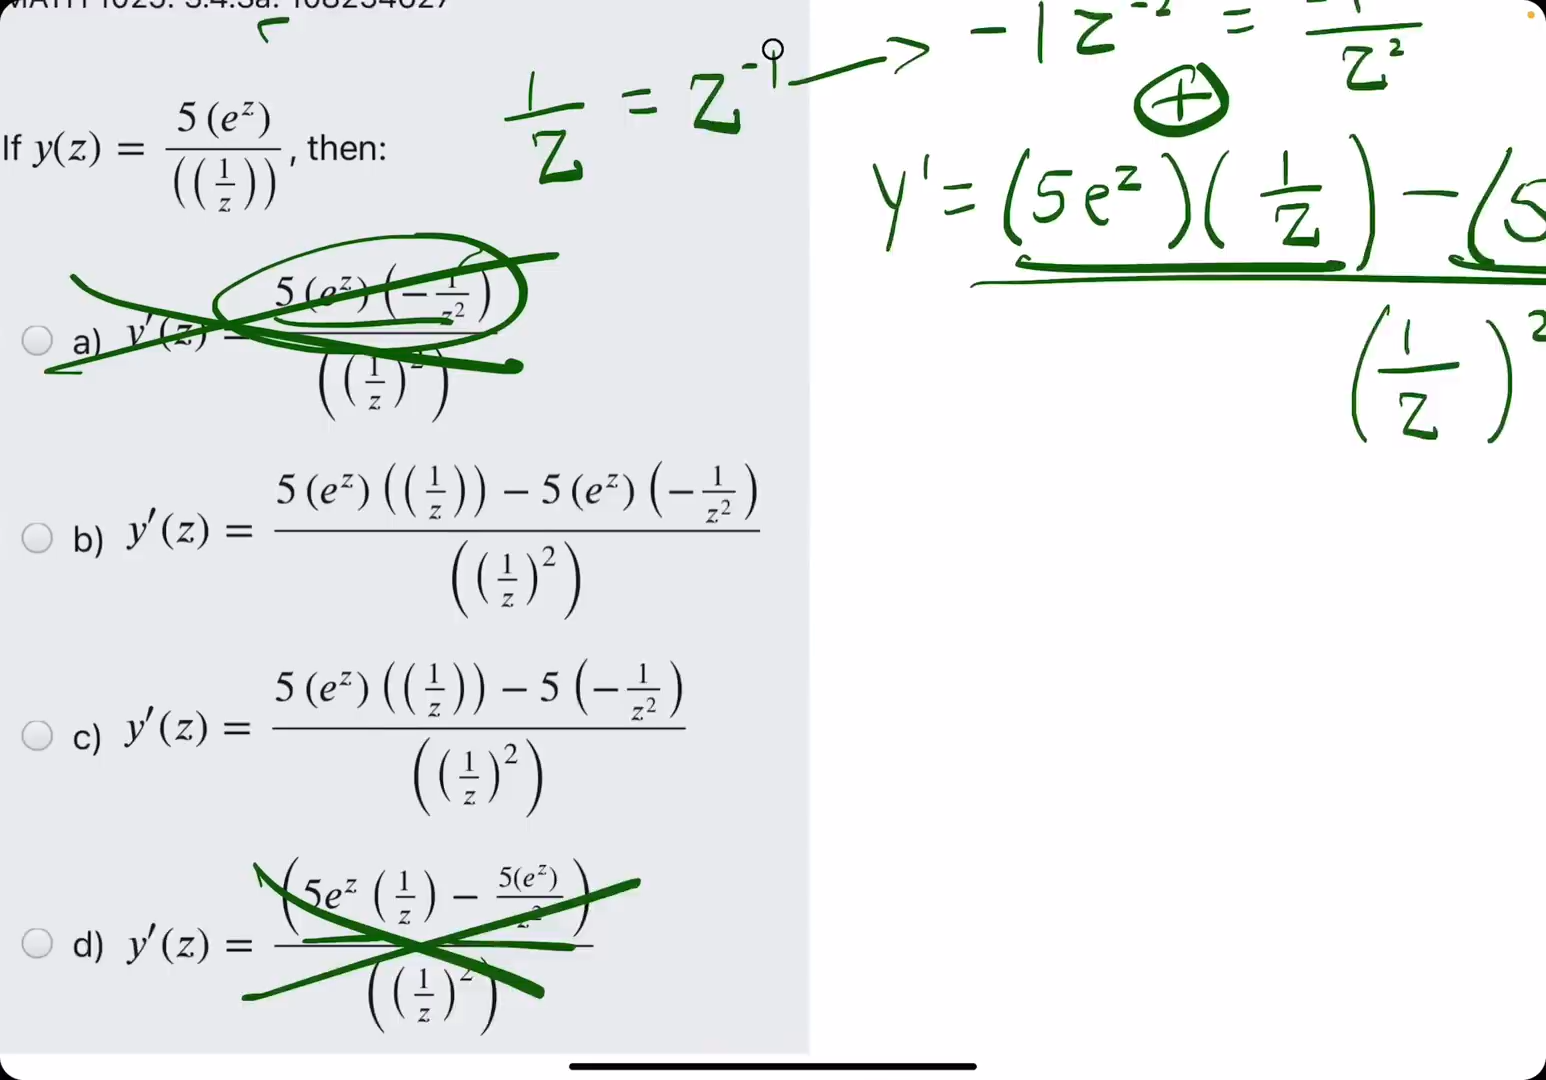 If y(z) = 5(e^z) / ((1/z)), then:
a) y′(z) = 5(e^z)(−1/z²) / ((1/z)²)
b) y′(z) = (5(e^z)((1/z)) − 5(e^z)(−1/z²)) / ((1/z)²)
c) y′(z) = (5(e^z)((1/z)) − 5(−1/z²)) / ((1/z)²)
d) y′(z) = (5e^z(1/z) − 5(e^z)/z²) / ((1/z)²)
1/z = z^-1 → -1z^-2 = -1/z²
+
y' = (5e^z)(1/z) − (5
(1/z)²